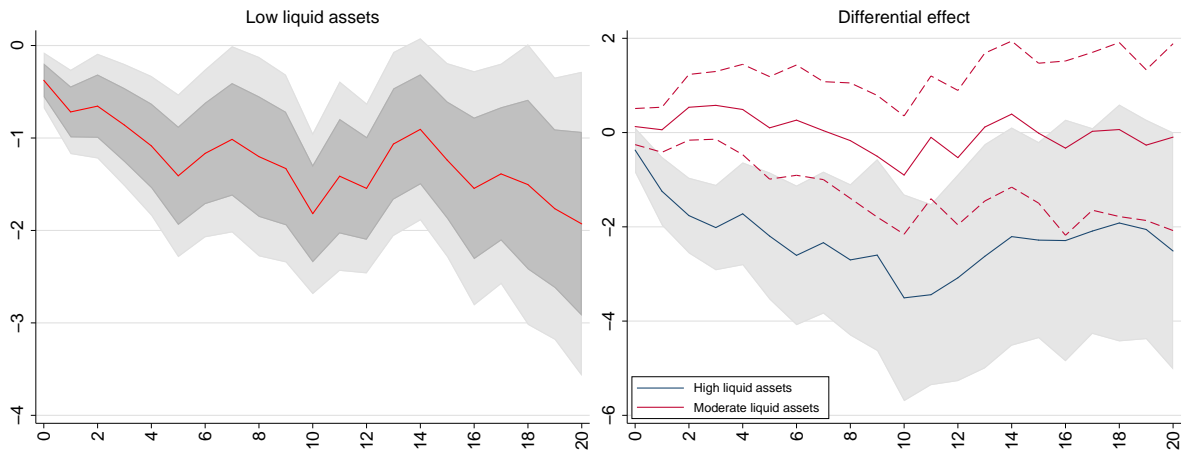 Low liquid assets
0
−1
−2
−3
−4
0 2 4 6 8 10 12 14 16 18 20
Differential effect
2
0
−2
−4
−6
High liquid assets
Moderate liquid assets
0 2 4 6 8 10 12 14 16 18 20